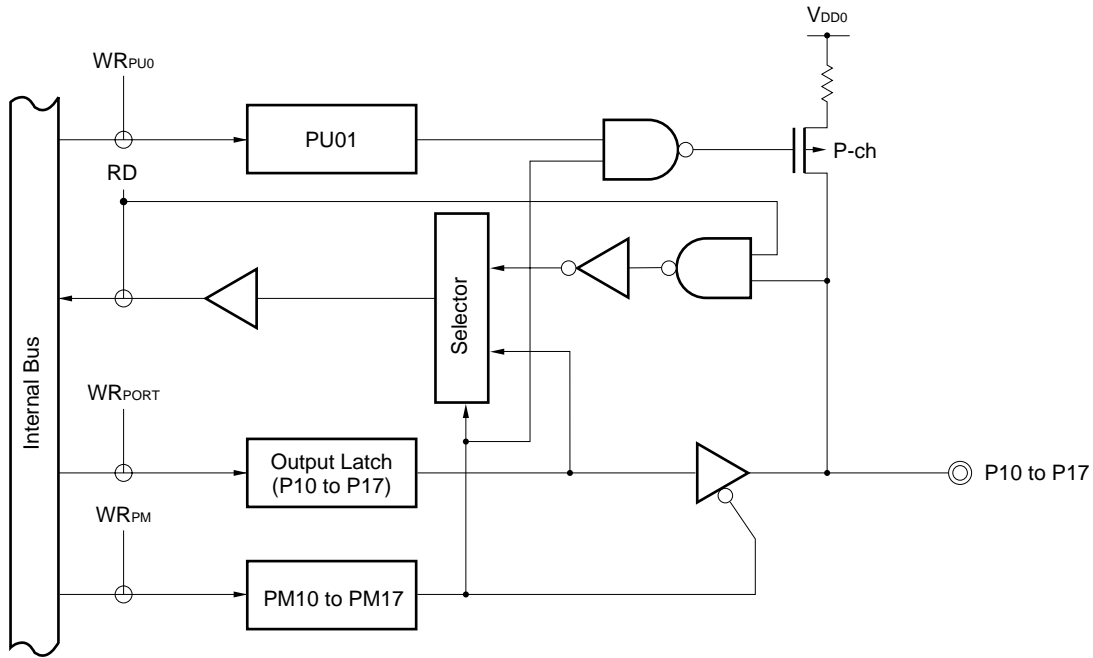 VDD0
WRPU0
PU01
P-ch
RD
Selector
Internal Bus
WRPORT
Output Latch
(P10 to P17)
P10 to P17
WRPM
PM10 to PM17